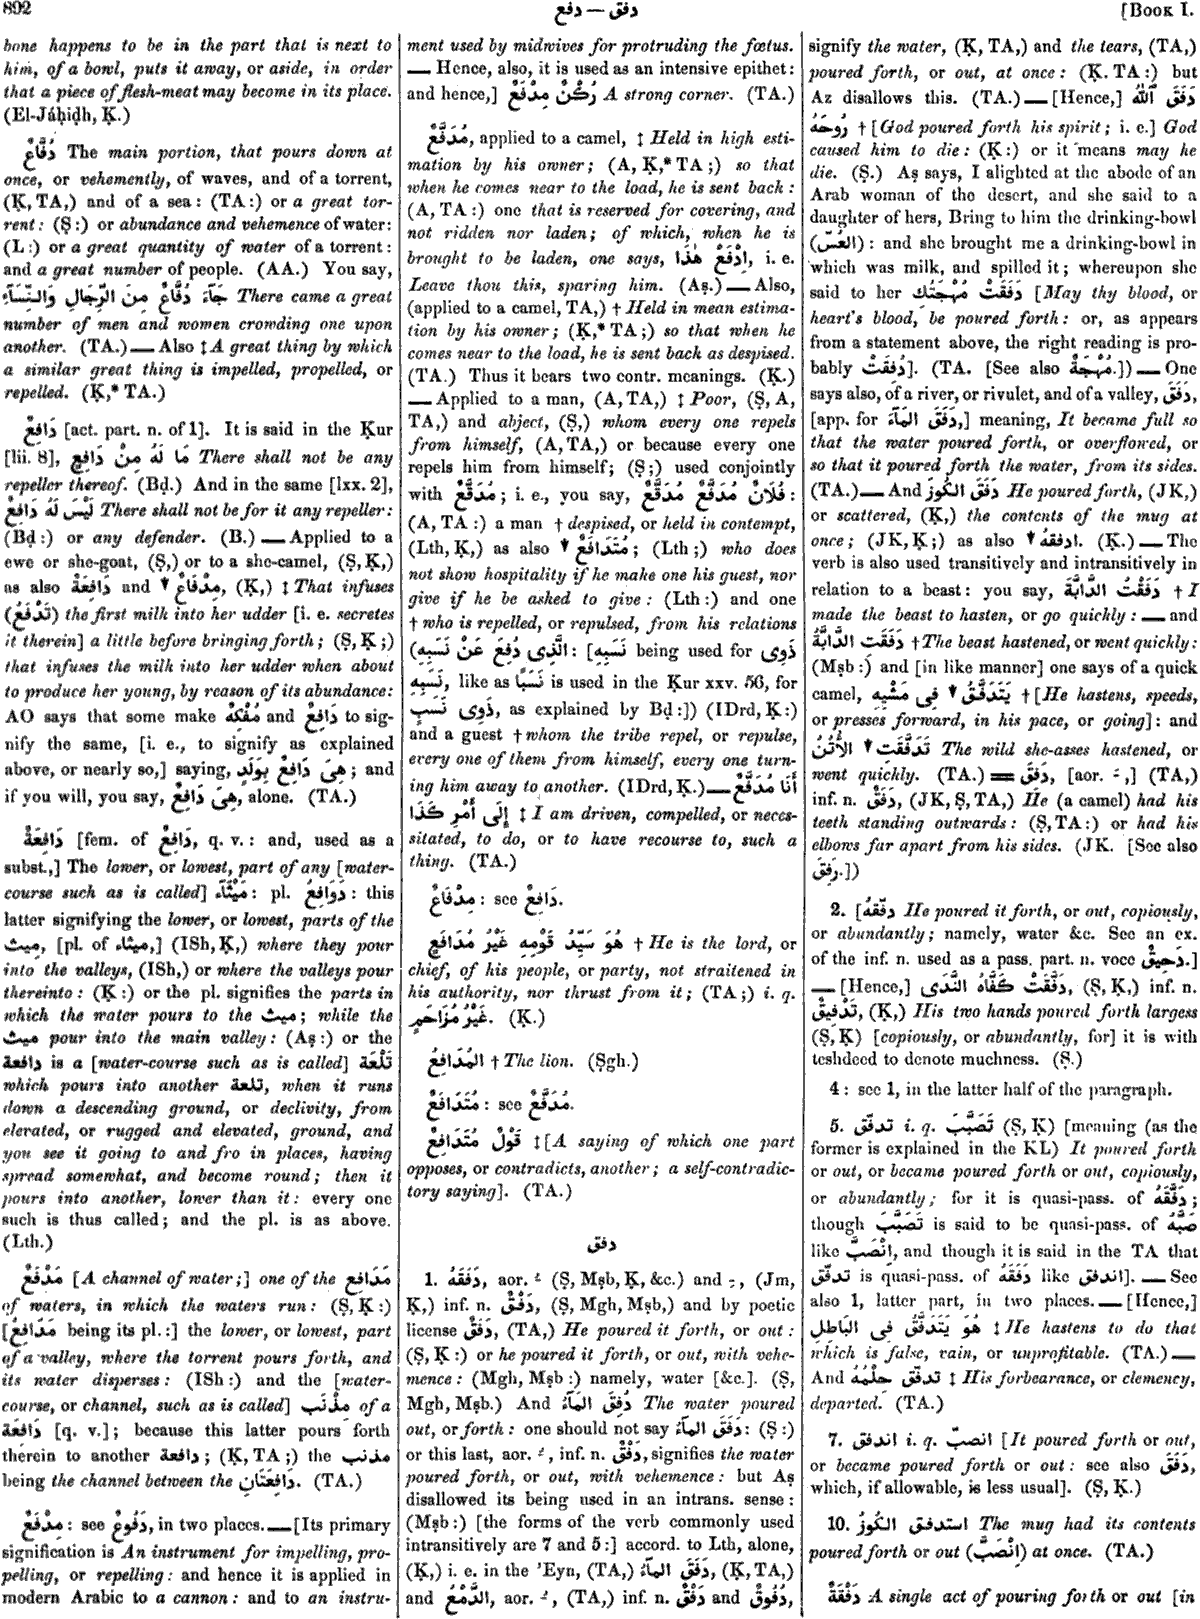 892
دفع — دفق
[Book I.
bone happens to be in the part that is next to
him, of a bowl, puts it away, or aside, in order
that a piece of flesh-meat may become in its place.
(El-Jáḥiḍh, Ḳ.)
دُفَّاعٌ The main portion, that pours down at
once, or vehemently, of waves, and of a torrent,
(Ḳ, TA,) and of a sea: (TA:) or a great tor-
rent: (Ṣ:) or abundance and vehemence of water:
(L:) or a great quantity of water of a torrent:
and a great number of people. (AA.) You say,
جَآءَ دُفَّاعٌ مِنَ الرِّجَالِ وَالنِّسَآءِ There came a great
number of men and women crowding one upon
another. (TA.) — Also ‡ A great thing by which
a similar great thing is impelled, propelled, or
repelled. (Ḳ,* TA.)
دَافِعٌ [act. part. n. of 1]. It is said in the Ḳur
[lii. 8], مَا لَهُ مِنْ دَافِعٍ There shall not be any
repeller thereof. (Bḍ.) And in the same [lxx. 2],
لَيْسَ لَهُ دَافِعٌ There shall not be for it any repeller:
(Bḍ:) or any defender. (B.) — Applied to a
ewe or she-goat, (Ṣ,) or to a she-camel, (Ṣ, Ḳ,)
as also دَافِعَةٌ and ▼ مِدْفَاعٌ, (Ḳ,) ‡ That infuses
(تَدْفَعُ) the first milk into her udder [i. e. secretes
it therein] a little before bringing forth; (Ṣ, Ḳ;)
that infuses the milk into her udder when about
to produce her young, by reason of its abundance:
AO says that some make مُفْكِهٌ and دَافِعٌ to sig-
nify the same, [i. e., to signify as explained
above, or nearly so,] saying, هِىَ دَافِعٌ بِوَلَدٍ; and
if you will, you say, هِىَ دَافِعٌ, alone. (TA.)
دَافِعَةٌ [fem. of دَافِعٌ, q. v.: and, used as a
subst.,] The lower, or lowest, part of any [water-
course such as is called] مَيْثَآء: pl. دَوَافِعُ: this
latter signifying the lower, or lowest, parts of the
ميث, [pl. of ميثاء,] (ISh, Ḳ,) where they pour
into the valleys, (ISh,) or where the valleys pour
thereinto: (Ḳ:) or the pl. signifies the parts in
which the water pours to the ميث; while the
ميث pour into the main valley: (Aṣ:) or the
دافعة is a [water-course such as is called] تَلْعَة
which pours into another تلعة, when it runs
down a descending ground, or declivity, from
elevated, or rugged and elevated, ground, and
you see it going to and fro in places, having
spread somewhat, and become round; then it
pours into another, lower than it: every one
such is thus called; and the pl. is as above.
(Lth.)
مَدْفَعٌ [A channel of water;] one of the مَدَافِع
of waters, in which the waters run: (Ṣ, Ḳ:)
[مَدَافِعُ being its pl.:] the lower, or lowest, part
of a valley, where the torrent pours forth, and
its water disperses: (ISh:) and the [water-
course, or channel, such as is called] مِذْنَب of a
دَافِعَة [q. v.]; because this latter pours forth
therein to another دافعة; (Ḳ, TA;) the مذنب
being the channel between the دَافِعَتَانِ. (TA.)
مِدْفَعٌ: see دَفُوعٌ, in two places. — [Its primary
signification is An instrument for impelling, pro-
pelling, or repelling: and hence it is applied in
modern Arabic to a cannon: and to an instru-
ment used by midwives for protruding the fœtus.
— Hence, also, it is used as an intensive epithet:
and hence,] رُكْنٌ مِدْفَعٌ A strong corner. (TA.)
مُدَفَّعٌ, applied to a camel, ‡ Held in high esti-
mation by his owner; (A, Ḳ,* TA;) so that
when he comes near to the load, he is sent back:
(A, TA:) one that is reserved for covering, and
not ridden nor laden; of which, when he is
brought to be laden, one says, اِدْفَعْ هٰذَا, i. e.
Leave thou this, sparing him. (Aṣ.) — Also,
(applied to a camel, TA,) † Held in mean estima-
tion by his owner; (Ḳ,* TA;) so that when he
comes near to the load, he is sent back as despised.
(TA.) Thus it bears two contr. meanings. (Ḳ.)
— Applied to a man, (A, TA,) ‡ Poor, (Ṣ, A,
TA,) and abject, (Ṣ,) whom every one repels
from himself, (A, TA,) or because every one
repels him from himself; (Ṣ;) used conjointly
with مُدَقَّعٌ; i. e., you say, فُلَانٌ مُدَقَّعٌ مُدَفَّعٌ:
(A, TA:) a man † despised, or held in contempt,
(Lth, Ḳ,) as also ▼ مُتَدَافَعٌ; (Lth;) who does
not show hospitality if he make one his guest, nor
give if he be asked to give: (Lth:) and one
† who is repelled, or repulsed, from his relations
(الَّذِى دُفِعَ عَنْ نَسَبِهِ: [نَسَبِهِ being used for ذَوِى
نَسَبِهِ, like as نَسَبًا is used in the Ḳur xxv. 56, for
ذَوِى نَسَبٍ, as explained by Bḍ:]) (IDrd, Ḳ:)
and a guest † whom the tribe repel, or repulse,
every one of them from himself, every one turn-
ing him away to another. (IDrd, Ḳ.) — أَنَا مُدَفَّعٌ
إِلَى أَمْرِ كَذَا ‡ I am driven, compelled, or neces-
sitated, to do, or to have recourse to, such a
thing. (TA.)
مِدْفَاعٌ: see دَافِعٌ.
هُوَ سَيِّدُ قَوْمِهِ غَيْرُ مُدَافَعٍ † He is the lord, or
chief, of his people, or party, not straitened in
his authority, nor thrust from it; (TA;) i. q.
غَيْرُ مُزَاحَمٍ. (Ḳ.)
المُدَافِعُ † The lion. (Ṣgh.)
مُتَدَافَعٌ: see مُدَفَّعٌ.
قَوْلٌ مُتَدَافِعٌ ‡ [A saying of which one part
opposes, or contradicts, another; a self-contradic-
tory saying]. (TA.)
دفق
1. دَفَقَهُ, aor. ـُ (Ṣ, Mṣb, Ḳ, &c.) and ـِ, (Jm,
Ḳ,) inf. n. دَفْقٌ, (Ṣ, Mgh, Mṣb,) and by poetic
license دَفَقٌ, (TA,) He poured it forth, or out:
(Ṣ, Ḳ:) or he poured it forth, or out, with vehe-
mence: (Mgh, Mṣb:) namely, water [&c.]. (Ṣ,
Mgh, Mṣb.) And دُفِقَ المَآءُ The water poured
out, or forth: one should not say دَفَقَ المَآءُ: (Ṣ:)
or this last, aor. ـُ, inf. n. دَفْقٌ, signifies the water
poured forth, or out, with vehemence: but Aṣ
disallowed its being used in an intrans. sense:
(Mṣb:) [the forms of the verb commonly used
intransitively are 7 and 5:] accord. to Lth, alone,
(Ḳ,) i. e. in the 'Eyn, (TA,) دَفَقَ المَآءُ, (Ḳ, TA,)
and الدَّمْعُ, aor. ـُ, (TA,) inf. n. دَفْقٌ and دُفُوقٌ,
signify the water, (Ḳ, TA,) and the tears, (TA,)
poured forth, or out, at once: (Ḳ. TA:) but
Az disallows this. (TA.) — [Hence,] دَفَقَ ٱللّٰهُ
رُوحَهُ † [God poured forth his spirit; i. e.] God
caused him to die: (Ḳ:) or it means may he
die. (Ṣ.) Aṣ says, I alighted at the abode of an
Arab woman of the desert, and she said to a
daughter of hers, Bring to him the drinking-bowl
(العُسّ): and she brought me a drinking-bowl in
which was milk, and spilled it; whereupon she
said to her دَفَقَتْ مُهْجَتُكِ [May thy blood, or
heart's blood, be poured forth: or, as appears
from a statement above, the right reading is pro-
bably دُفِقَتْ]. (TA. [See also مُهْجَةٌ.]) — One
says also, of a river, or rivulet, and of a valley, دَفَقَ,
[app. for دَفَقَ المَآءَ,] meaning, It became full so
that the water poured forth, or overflowed, or
so that it poured forth the water, from its sides.
(TA.) — And دَفَقَ الكُوزَ He poured forth, (JK,)
or scattered, (Ḳ,) the contents of the mug at
once; (JK, Ḳ;) as also ▼ ادفقهُ. (Ḳ.) — The
verb is also used transitively and intransitively in
relation to a beast: you say, دَفَقْتُ الدَّابَّةَ † I
made the beast to hasten, or go quickly: — and
دَفَقَتِ الدَّابَّةُ † The beast hastened, or went quickly:
(Mṣb:) and [in like manner] one says of a quick
camel, يَتَدَفَّقُ ▼ فِى مَشْيِهِ † [He hastens, speeds,
or presses forward, in his pace, or going]: and
تَدَفَّقَتِ ▼ الأُتُنُ The wild she-asses hastened, or
went quickly. (TA.) = دَفِقَ, [aor. ـَ,] (TA,)
inf. n. دَفَقٌ, (JK, Ṣ, TA,) He (a camel) had his
teeth standing outwards: (Ṣ, TA:) or had his
elbows far apart from his sides. (JK. [See also
رَفِقَ.])
2. [دَفَّقَهُ He poured it forth, or out, copiously,
or abundantly; namely, water &c. See an ex.
of the inf. n. used as a pass. part. n. voce دَحِيقٌ.]
— [Hence,] دَفَّقَتْ كَفَّاهُ النَّدَى, (Ṣ, Ḳ,) inf. n.
تَدْفِيقٌ, (Ḳ,) His two hands poured forth largess
(Ṣ, Ḳ) [copiously, or abundantly, for] it is with
teshdeed to denote muchness. (Ṣ.)
4: see 1, in the latter half of the paragraph.
5. تدفّق i. q. تَصَبَّبَ (Ṣ, Ḳ) [meaning (as the
former is explained in the KL) It poured forth
or out, or became poured forth or out, copiously,
or abundantly; for it is quasi-pass. of دَفَّقَهُ;
though تَصَبَّبَ is said to be quasi-pass. of صَبَّهُ
like اِنْصَبَّ, and though it is said in the TA that
تدفّق is quasi-pass. of دَفَقَهُ like اندفق]. — See
also 1, latter part, in two places. — [Hence,]
هُوَ يَتَدَفَّقُ فِى البَاطِلِ ‡ He hastens to do that
which is false, vain, or unprofitable. (TA.) —
And تدفّق حِلْمُهُ ‡ His forbearance, or clemency,
departed. (TA.)
7. اندفق i. q. انصبّ [It poured forth or out,
or became poured forth or out: see also دَفَقَ,
which, if allowable, is less usual]. (Ṣ, Ḳ.)
10. استدفق الكُوزُ The mug had its contents
poured forth or out (اِنْصَبَّ) at once. (TA.)
دَفْقَةٌ A single act of pouring forth or out [in